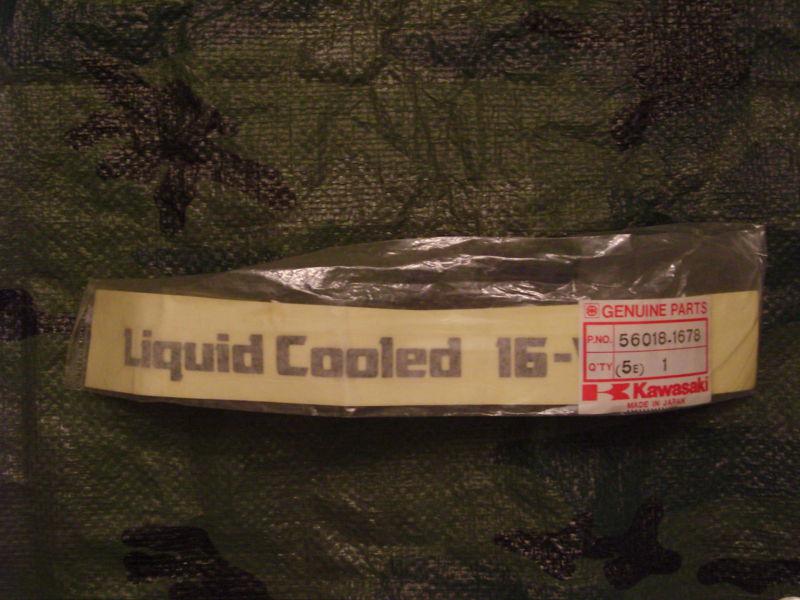 Liquid Cooled 16-
GENUINE PARTS
P.NO. 56018-1678
Q'TY (5E) 1
Kawasaki
MADE IN JAPAN